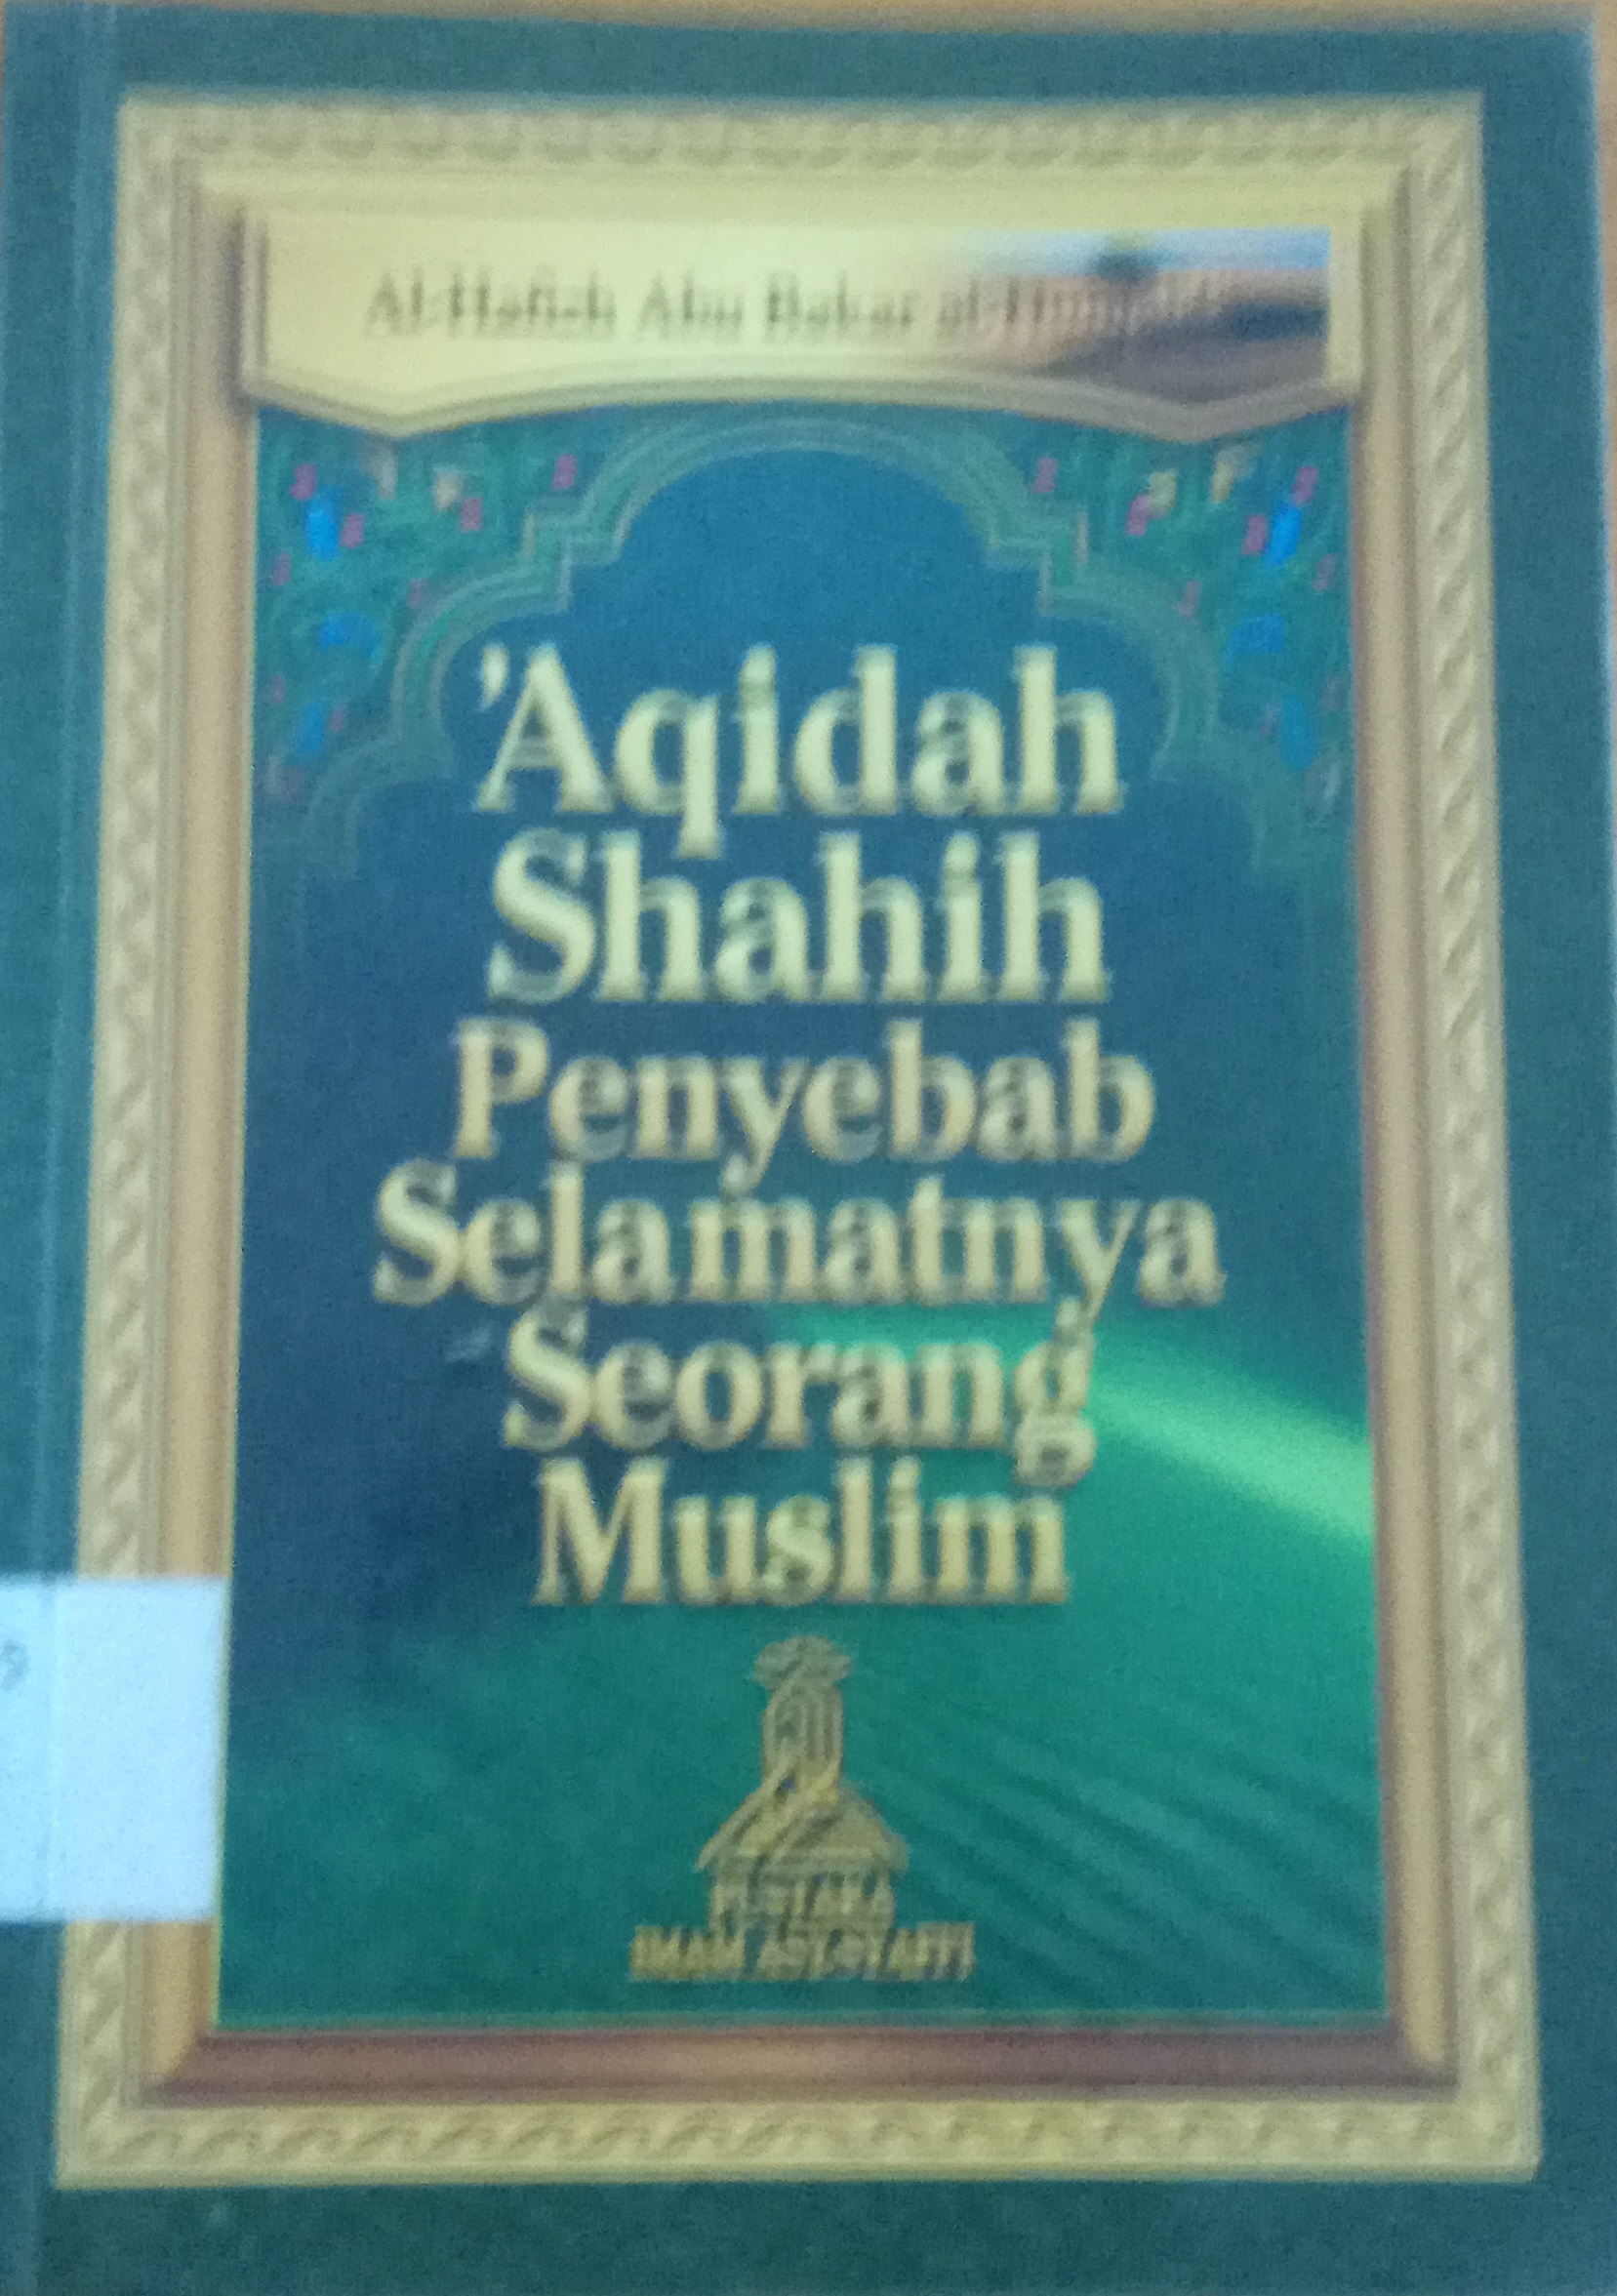 Al-Hafizh Abu Bakar al-Humaidi
'Aqidah
Shahih
Penyebab
Selamatnya
Seorang
Muslim
PUSTAKA
IMAM ASY-SYAFI'I